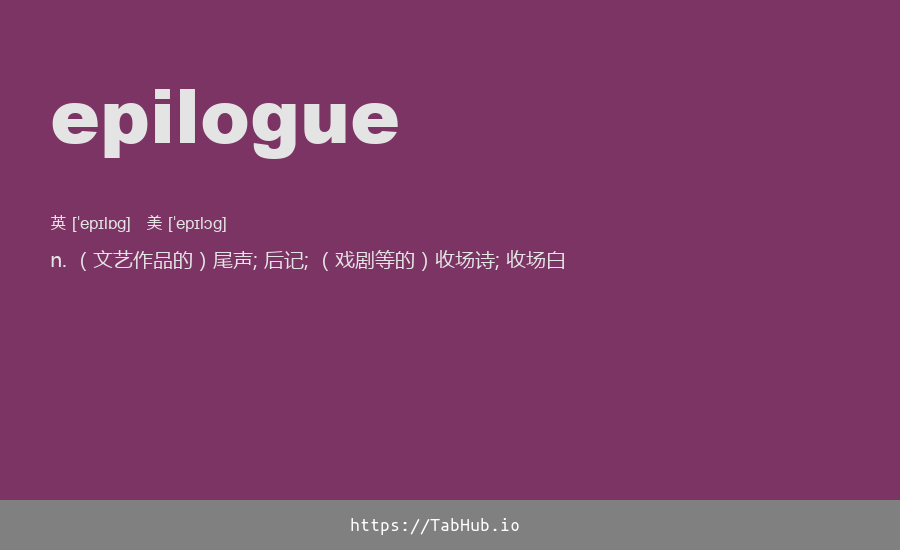 epilogue
英 ['epɪlɒg] 美 ['epɪlɔg]
n. （文艺作品的）尾声; 后记; （戏剧等的）收场诗; 收场白
https://TabHub.io